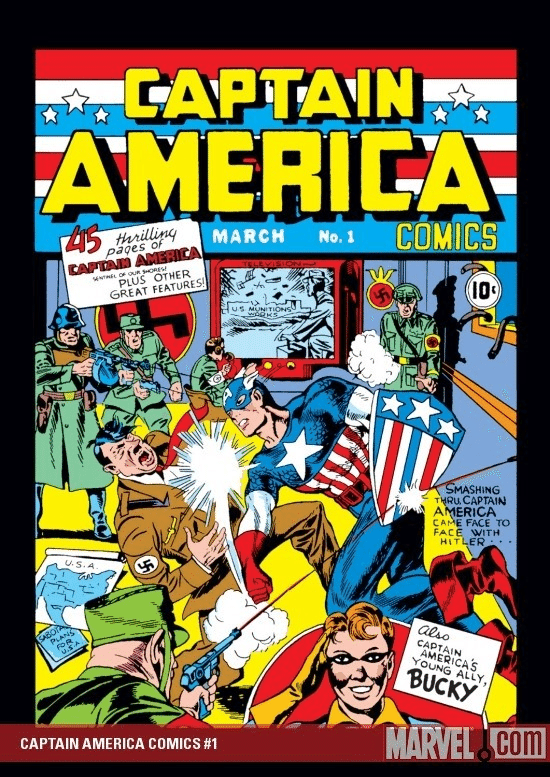 CAPTAIN
AMERICA
COMICS
MARCH No. 1
45 thrilling
pages of
CAPTAIN AMERICA
SENTINEL OF OUR SHORES!
PLUS OTHER
GREAT FEATURES!
TELEVISION
U.S. MUNITIONS
WORKS
10¢
SMASHING
THRU, CAPTAIN
AMERICA
CAME FACE TO
FACE WITH
HITLER...
U.S.A.
SABOTAGE
PLANS
FOR
U.S.A.
Also
CAPTAIN
AMERICA'S
YOUNG ALLY,
BUCKY
CAPTAIN AMERICA COMICS #1
MARVEL.com